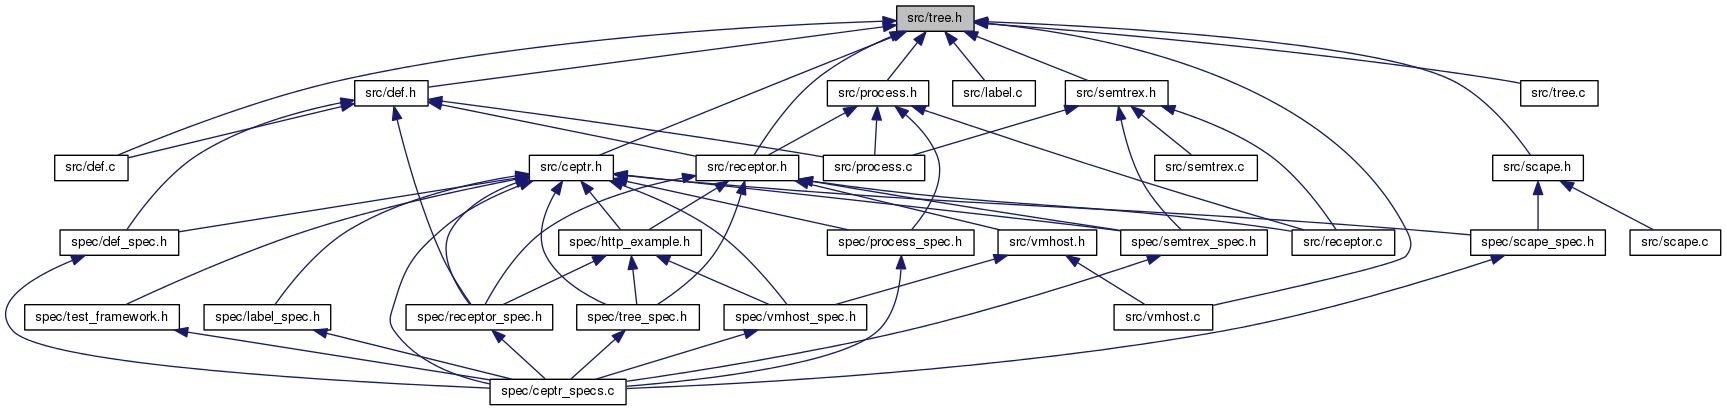 src/tree.h
src/def.h
src/process.h
src/label.c
src/semtrex.h
src/tree.c
src/def.c
src/ceptr.h
src/receptor.h
src/process.c
src/semtrex.c
src/scape.h
spec/def_spec.h
spec/http_example.h
spec/process_spec.h
src/vmhost.h
spec/semtrex_spec.h
src/receptor.c
spec/scape_spec.h
src/scape.c
spec/test_framework.h
spec/label_spec.h
spec/receptor_spec.h
spec/tree_spec.h
spec/vmhost_spec.h
src/vmhost.c
spec/ceptr_specs.c